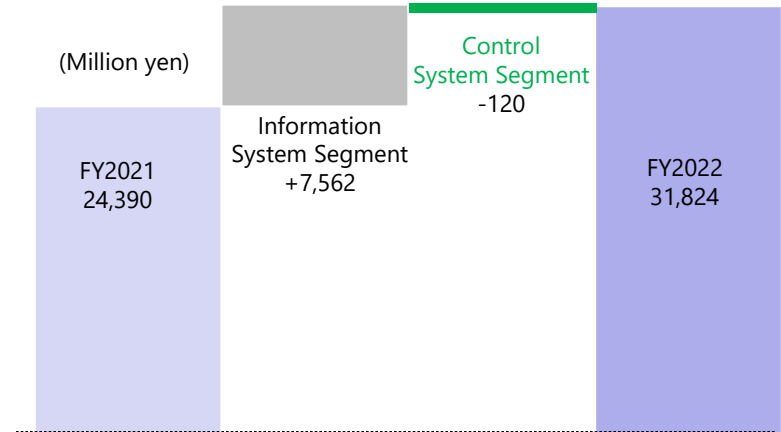 (Million yen)
FY2021
24,390
Information
System Segment
+7,562
Control
System Segment
-120
FY2022
31,824